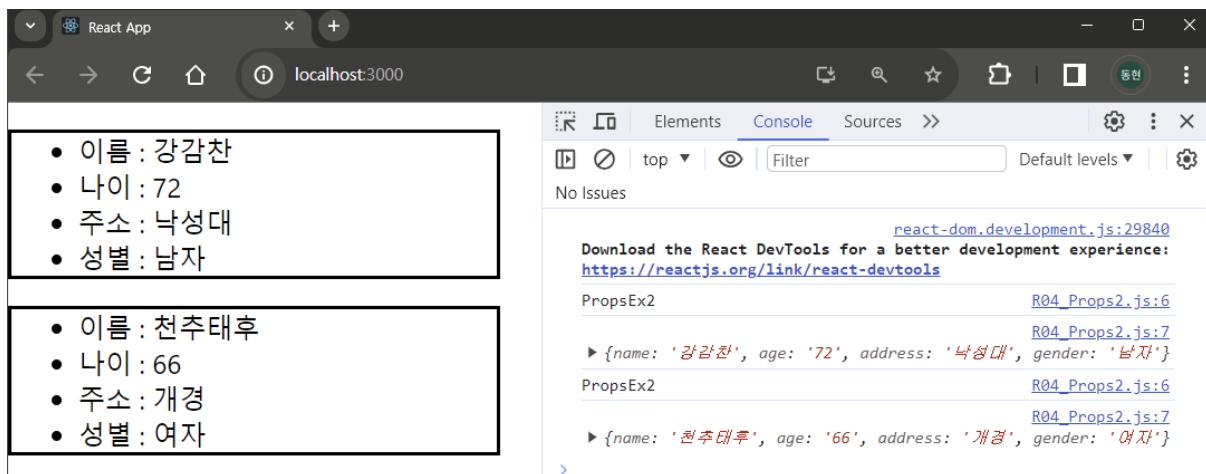 React App
localhost:3000
동현
이름 : 강감찬
나이 : 72
주소 : 낙성대
성별 : 남자
이름 : 천추태후
나이 : 66
주소 : 개경
성별 : 여자
Elements Console Sources
top ▼ Filter Default levels ▼
No Issues
react-dom.development.js:29840
Download the React DevTools for a better development experience:
https://reactjs.org/link/react-devtools
PropsEx2 R04_Props2.js:6
R04_Props2.js:7
▶ {name: '강감찬', age: '72', address: '낙성대', gender: '남자'}
PropsEx2 R04_Props2.js:6
R04_Props2.js:7
▶ {name: '천추태후', age: '66', address: '개경', gender: '여자'}